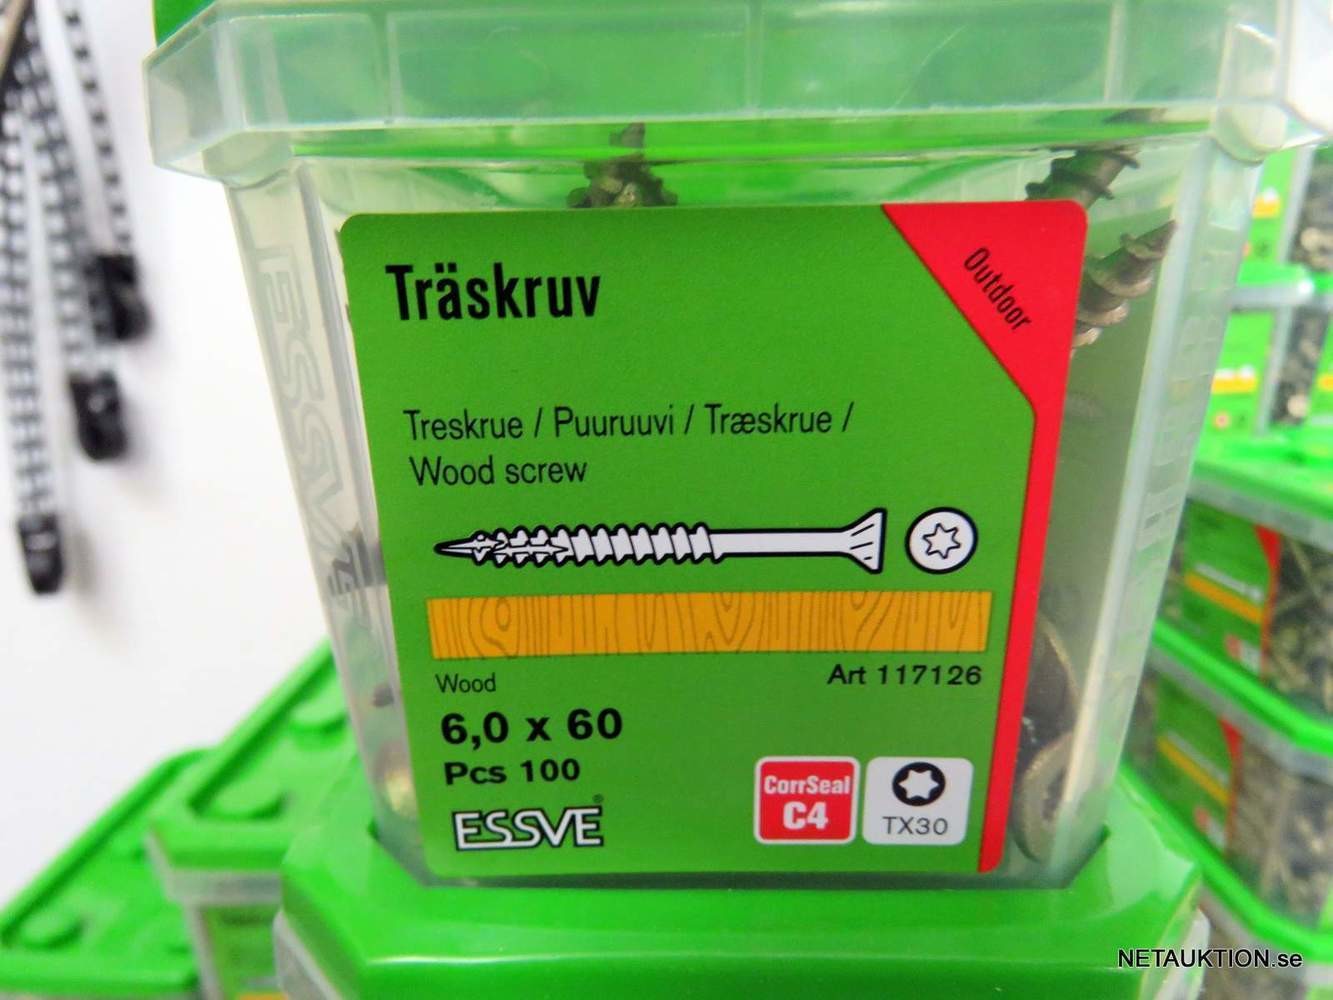 Outdoor
Träskruv
Treskrue / Puuruuvi / Træskrue /
Wood screw
Wood
Art 117126
6,0 x 60
Pcs 100
ESSVE®
CorrSeal
C4
TX30
ESSVE
NETAUKTION.se